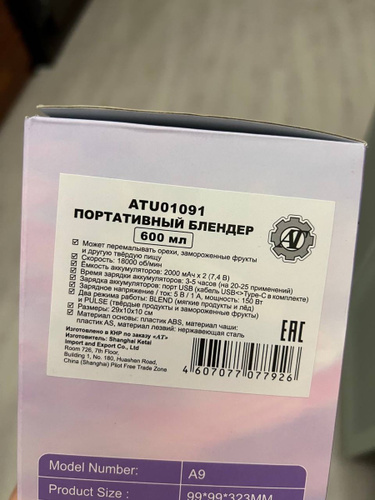 ATU01091
ПОРТАТИВНЫЙ БЛЕНДЕР
600 мл
AT
Может перемалывать орехи, замороженные фрукты
и другую твёрдую пищу
Скорость: 18000 об/мин
Ёмкость аккумуляторов: 2000 мАч x 2 (7,4 В)
Время зарядки аккумуляторов: 3-5 часов (на 20-25 применений)
Зарядка аккумуляторов: порт USB (кабель USB<>Type-C в комплекте)
Зарядное напряжение / ток: 5 В / 1 А, мощность: 150 Вт
Два режима работы: BLEND (мягкие продукты и лёд)
и PULSE (твёрдые продукты и замороженные фрукты)
Размеры: 29x10x10 см
Материал основы: пластик ABS, материал чаши:
пластик AS, материал лезвий: нержавеющая сталь
Изготовлено в КНР по заказу «АТ»
Изготовитель: Shanghai Ketai
Import and Export Co., Ltd
Room 726, 7th Floor,
Building 1, No. 180, Huashen Road,
China (Shanghai) Pilot Free Trade Zone
EAC
4607077077926
Model Number: A9
Product Size : 99*99*323MM